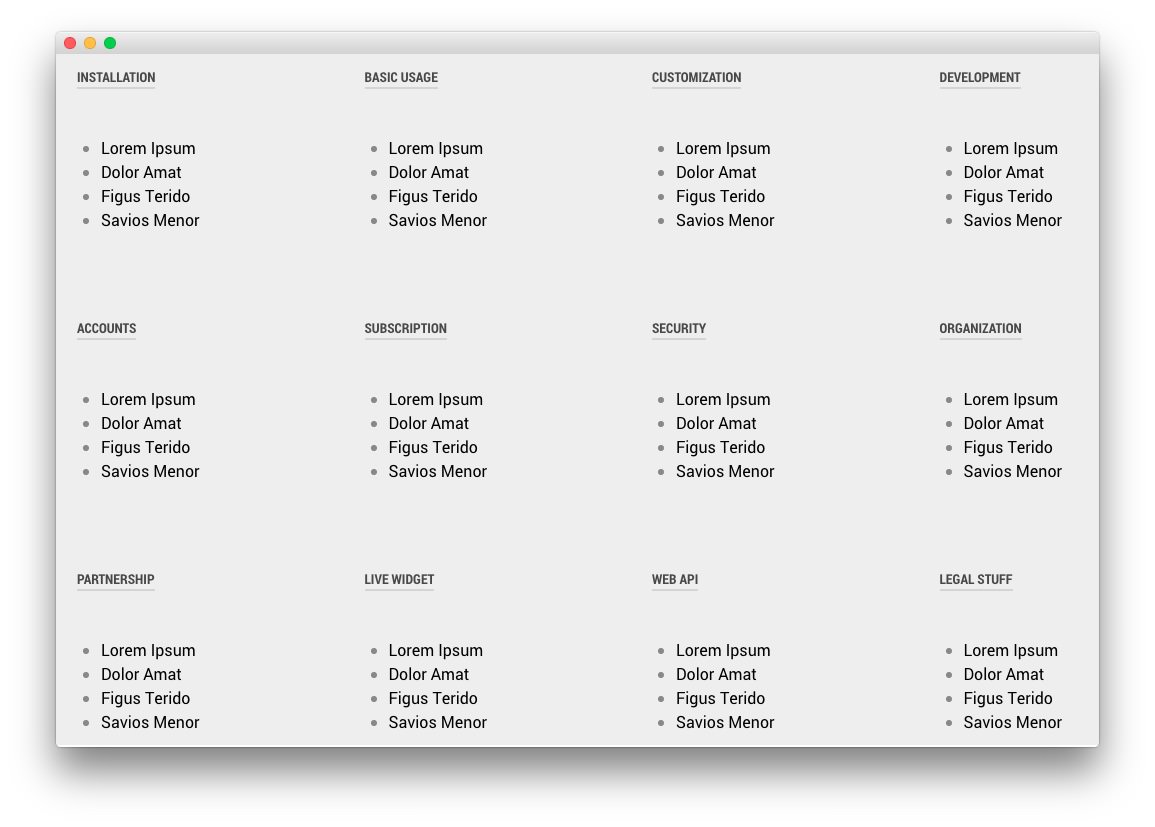 INSTALLATION
Lorem Ipsum
Dolor Amat
Figus Terido
Savios Menor
BASIC USAGE
Lorem Ipsum
Dolor Amat
Figus Terido
Savios Menor
CUSTOMIZATION
Lorem Ipsum
Dolor Amat
Figus Terido
Savios Menor
DEVELOPMENT
Lorem Ipsum
Dolor Amat
Figus Terido
Savios Menor
ACCOUNTS
Lorem Ipsum
Dolor Amat
Figus Terido
Savios Menor
SUBSCRIPTION
Lorem Ipsum
Dolor Amat
Figus Terido
Savios Menor
SECURITY
Lorem Ipsum
Dolor Amat
Figus Terido
Savios Menor
ORGANIZATION
Lorem Ipsum
Dolor Amat
Figus Terido
Savios Menor
PARTNERSHIP
Lorem Ipsum
Dolor Amat
Figus Terido
Savios Menor
LIVE WIDGET
Lorem Ipsum
Dolor Amat
Figus Terido
Savios Menor
WEB API
Lorem Ipsum
Dolor Amat
Figus Terido
Savios Menor
LEGAL STUFF
Lorem Ipsum
Dolor Amat
Figus Terido
Savios Menor